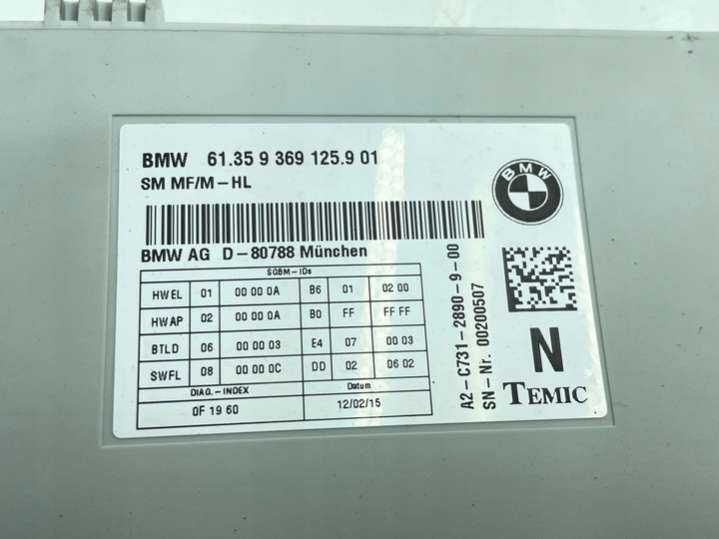 BMW 61.35 9 369 125.9 01
SM MF/M-HL
BMW
BMW AG D-80788 München
SGBM-IDs
HWEL 01 00 00 0A B6 01 02 00
HWAP 02 00 00 0A B0 FF FF FF
BTLD 06 00 00 03 E4 07 00 03
SWFL 08 00 00 0C DD 02 06 02
DIAG.-INDEX Datum
0F 19 60 12/02/15
A2-C731-2890-9-00
SN-Nr. 00200507
N
TEMIC